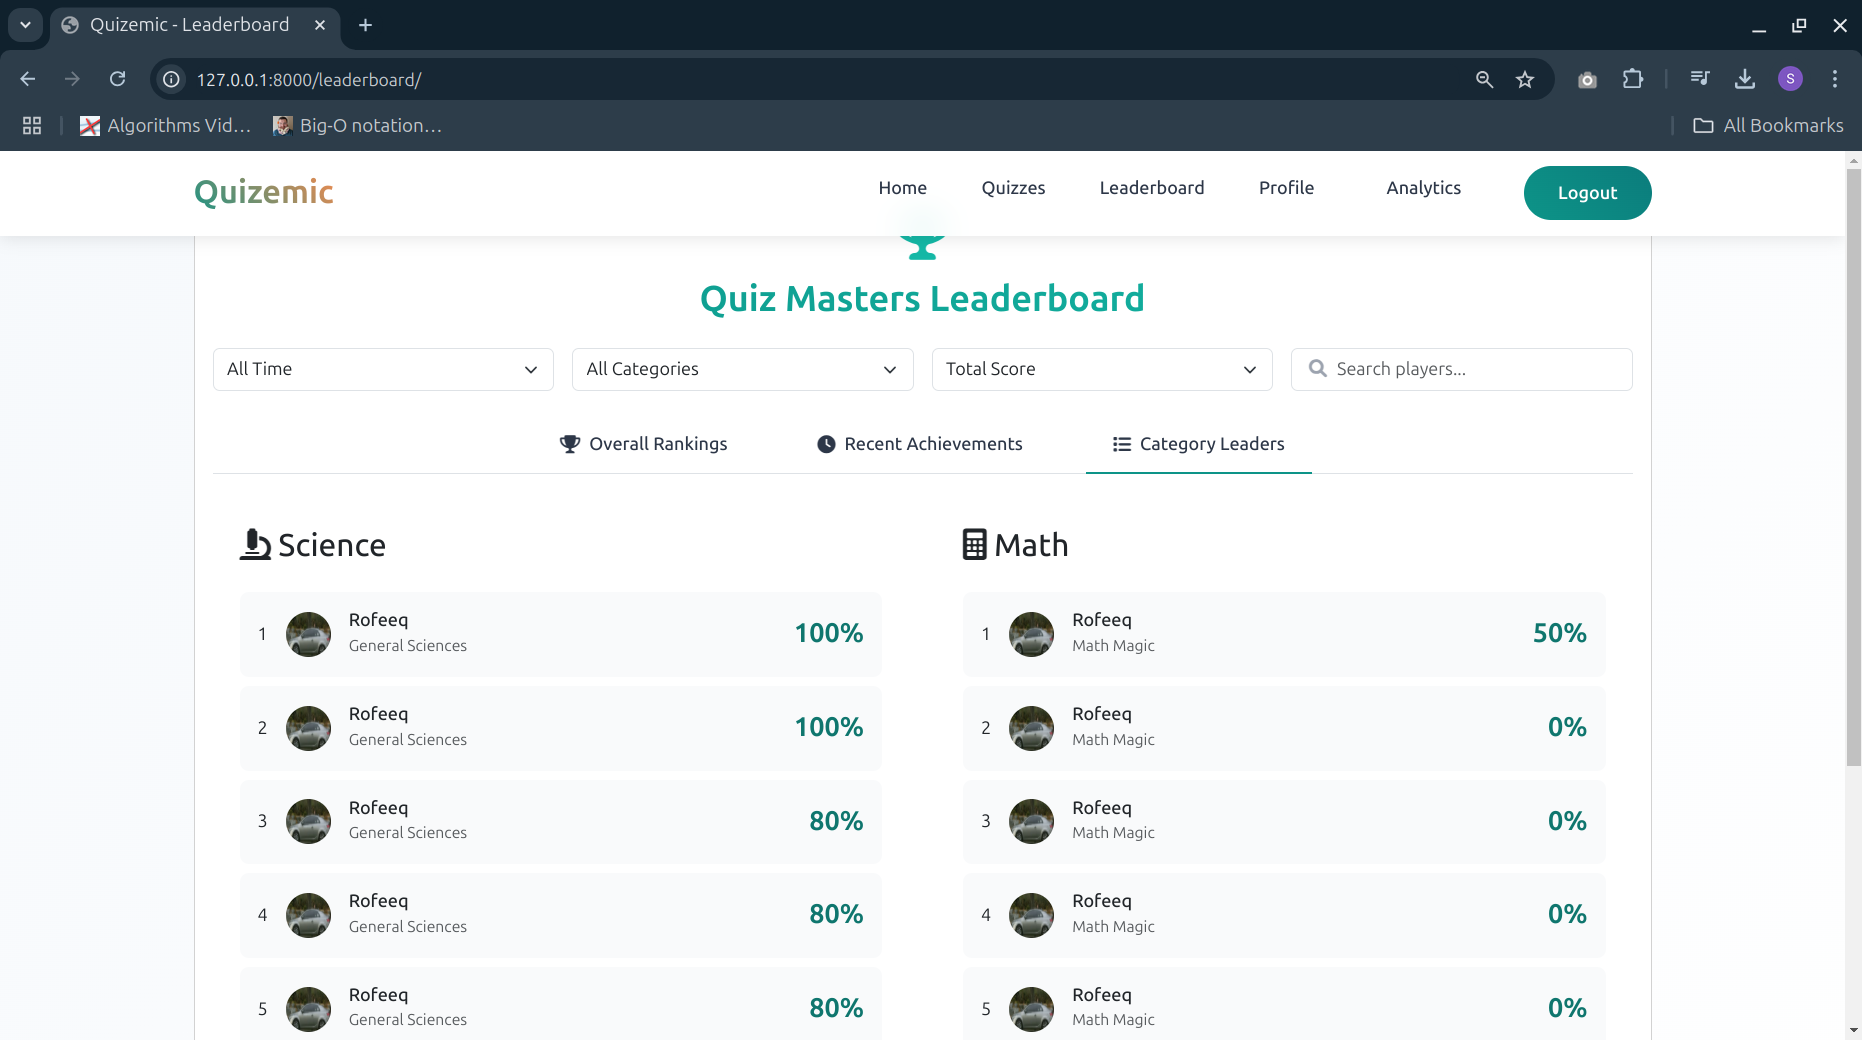 Quizemic - Leaderboard
127.0.0.1:8000/leaderboard/
S
Algorithms Vid...
Big-O notation...
All Bookmarks
Quizemic
Home
Quizzes
Leaderboard
Profile
Analytics
Logout
Quiz Masters Leaderboard
All Time
All Categories
Total Score
Search players...
Overall Rankings
Recent Achievements
Category Leaders
Science
1
Rofeeq
General Sciences
100%
2
Rofeeq
General Sciences
100%
3
Rofeeq
General Sciences
80%
4
Rofeeq
General Sciences
80%
5
Rofeeq
General Sciences
80%
Math
1
Rofeeq
Math Magic
50%
2
Rofeeq
Math Magic
0%
3
Rofeeq
Math Magic
0%
4
Rofeeq
Math Magic
0%
5
Rofeeq
Math Magic
0%